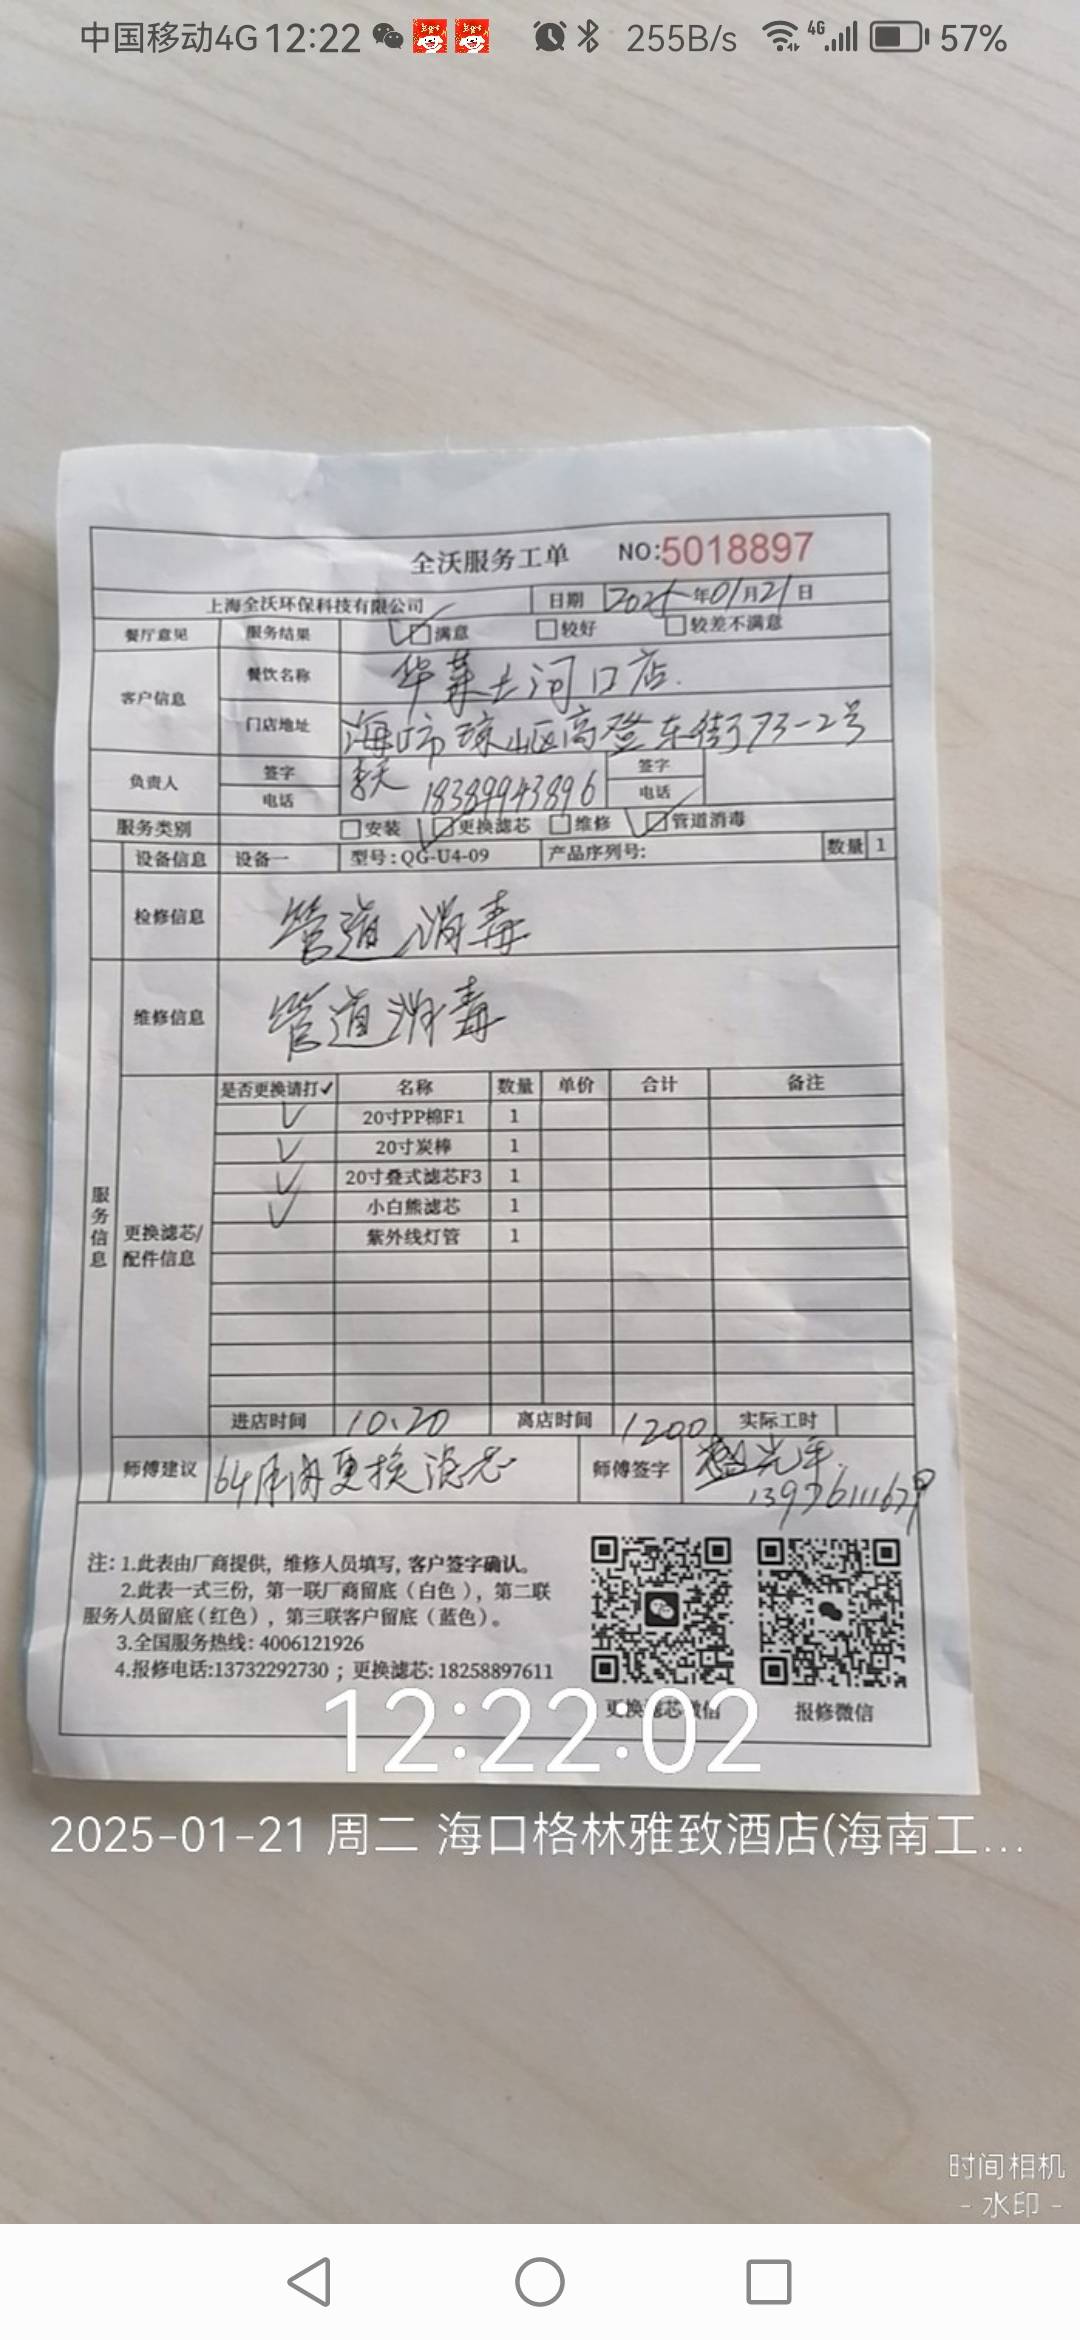 中国移动4G 12:22 255B/s 4G 57%
全沃服务工单 NO:5018897
上海全沃环保科技有限公司 日期 2025年01月21日
餐厅意见 服务结果 满意 较好 较差不满意
客户信息 餐饮名称 华莱士河口店.
门店地址 海口市琼山区高登东街73-2号
负责人 签字 签字
电话 18389943896 电话
服务类别 安装 更换滤芯 维修 管道消毒
设备信息 设备一 型号:QG-U4-09 产品序列号: 数量 1
检修信息 管道消毒
维修信息 管道消毒
服务信息
更换滤芯/配件信息
是否更换请打✓ 名称 数量 单价 合计 备注
✓ 20寸PP棉F1 1
✓ 20寸炭棒 1
✓ 20寸叠式滤芯F3 1
✓ 小白熊滤芯 1
紫外线灯管 1
进店时间 10:20 离店时间 1200 实际工时
师傅建议 更换滤芯 师傅签字
注: 1.此表由厂商提供, 维修人员填写, 客户签字确认。
2.此表一式三份, 第一联厂商留底(白色), 第二联
服务人员留底(红色), 第三联客户留底(蓝色)。
3.全国服务热线: 4006121926
4.报修电话:13732292730 ; 更换滤芯: 18258897611
更换滤芯微信 报修微信
12:22:02
2025-01-21 周二 海口格林雅致酒店(海南工...
时间相机
- 水印 -